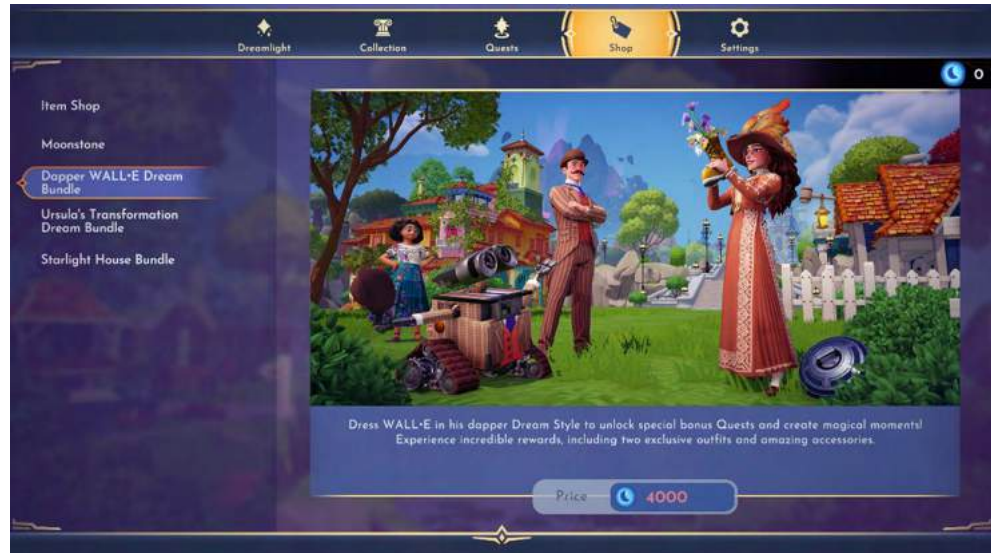 Dreamlight
Collection
Quests
Shop
Settings
0
Item Shop
Moonstone
Dapper WALL•E Dream
Bundle
Ursula's Transformation
Dream Bundle
Starlight House Bundle
Dress WALL•E in his dapper Dream Style to unlock special bonus Quests and create magical moments!
Experience incredible rewards, including two exclusive outfits and amazing accessories.
Price
4000